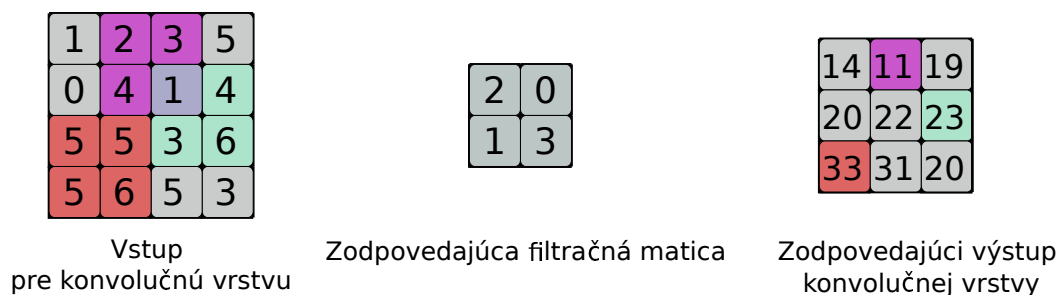 1 2 3 5
0 4 1 4
5 5 3 6
5 6 5 3
Vstup
pre konvolučnú vrstvu
2 0
1 3
Zodpovedajúca filtračná matica
14 11 19
20 22 23
33 31 20
Zodpovedajúci výstup
konvolučnej vrstvy